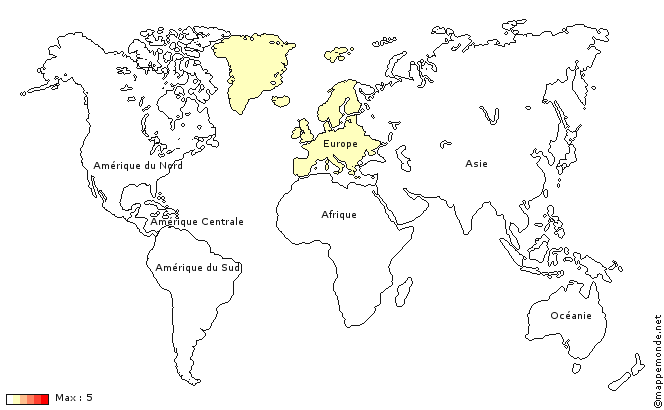 Europe
Asie
Amérique du Nord
Afrique
Amérique Centrale
Amérique du Sud
Océanie
Max : 5
©mappemonde.net